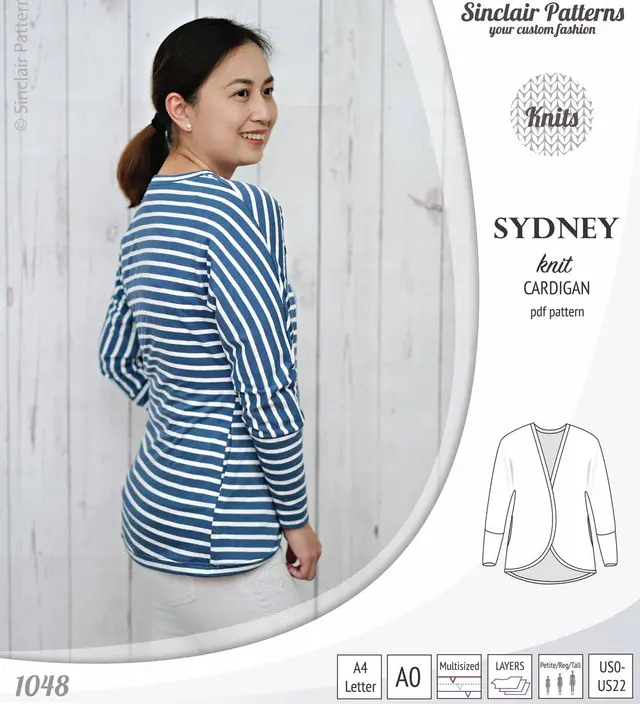 © Sinclair Pattern
Sinclair Patterns
your custom fashion
Knits
SYDNEY
knit
CARDIGAN
pdf pattern
1048
A4
Letter
A0
Multisized
LAYERS
Petite/Reg/Tall
US0-
US22